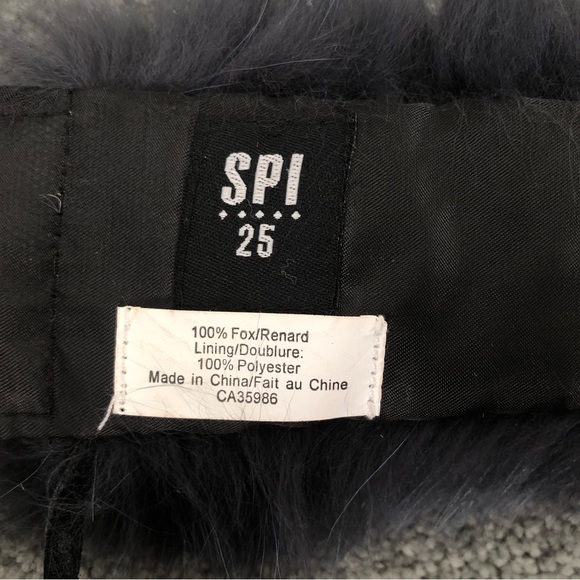 SPI
25
100% Fox/Renard
Lining/Doublure:
100% Polyester
Made in China/Fait au Chine
CA35986